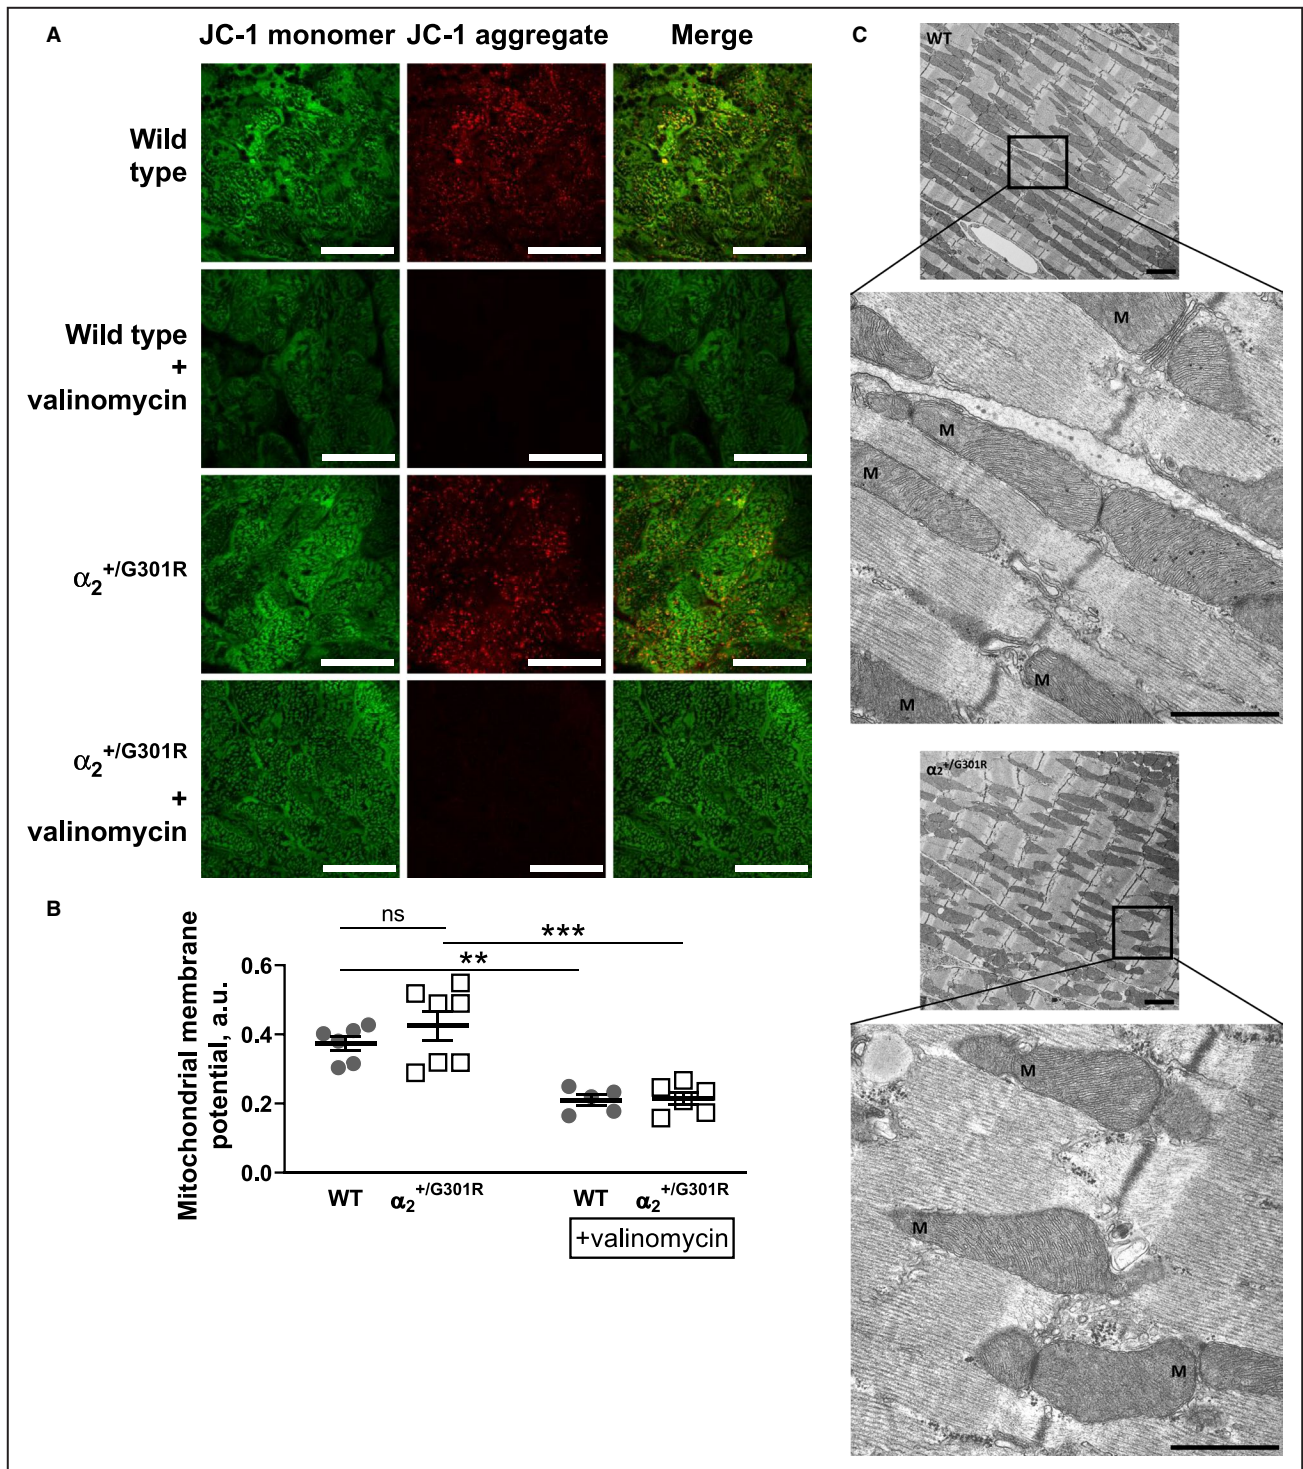 A
JC-1 monomer JC-1 aggregate Merge
Wild
type
Wild type
+
valinomycin
α2+/G301R
α2+/G301R
+
valinomycin
B
ns
***
**
Mitochondrial membrane
potential, a.u.
0.6
0.4
0.2
0.0
WT α2+/G301R WT α2+/G301R
+valinomycin
C
WT
M
M
M
M
M
α2+/G301R
M
M
M